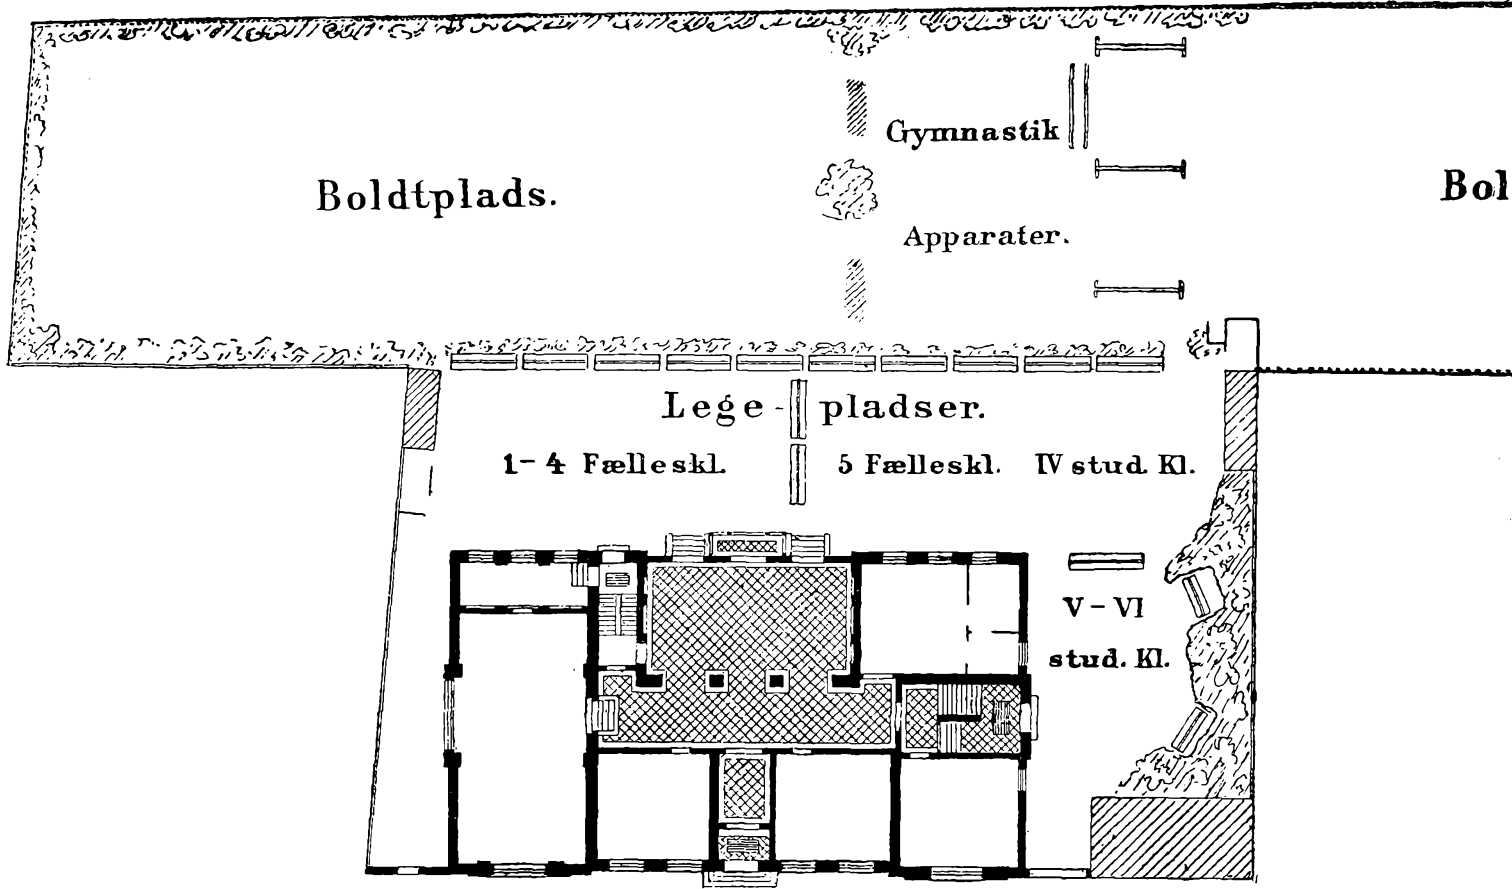 Gymnastik
Boldtplads.
Bol
Apparater.
Lege - pladser.
1-4 Fælleskl. 5 Fælleskl. IV stud. Kl.
V-VI
stud. Kl.